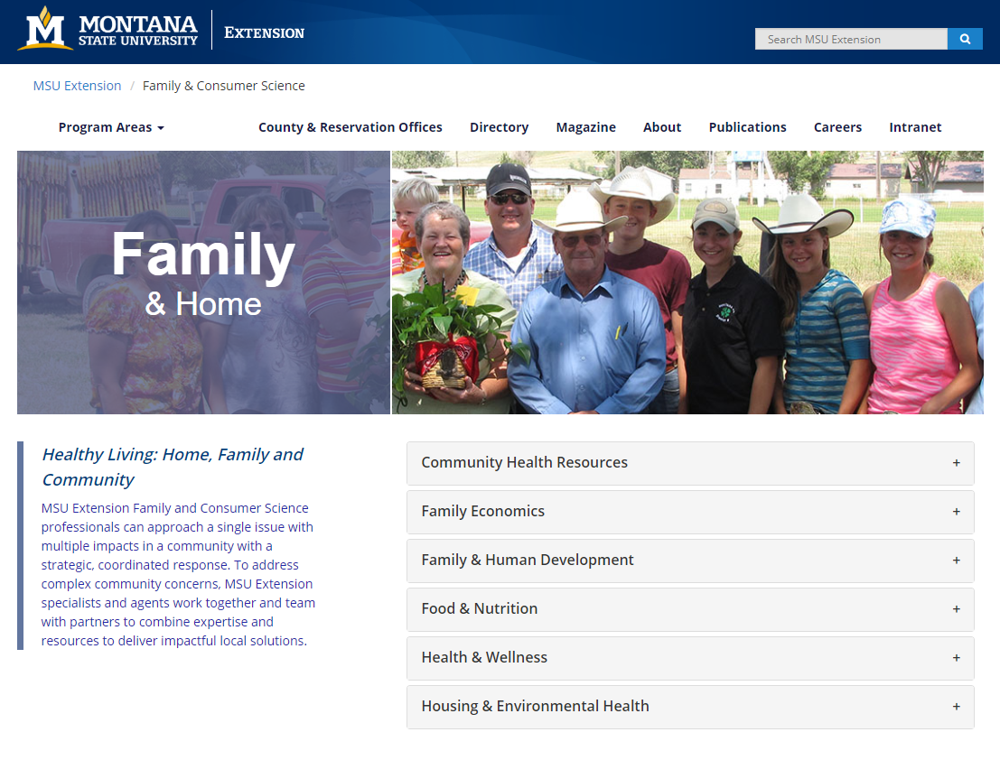 MONTANA
STATE UNIVERSITY
EXTENSION
Search MSU Extension
MSU Extension / Family & Consumer Science
Program Areas
County & Reservation Offices
Directory
Magazine
About
Publications
Careers
Intranet
Family
& Home
Healthy Living: Home, Family and
Community
MSU Extension Family and Consumer Science
professionals can approach a single issue with
multiple impacts in a community with a
strategic, coordinated response. To address
complex community concerns, MSU Extension
specialists and agents work together and team
with partners to combine expertise and
resources to deliver impactful local solutions.
Community Health Resources +
Family Economics +
Family & Human Development +
Food & Nutrition +
Health & Wellness +
Housing & Environmental Health +